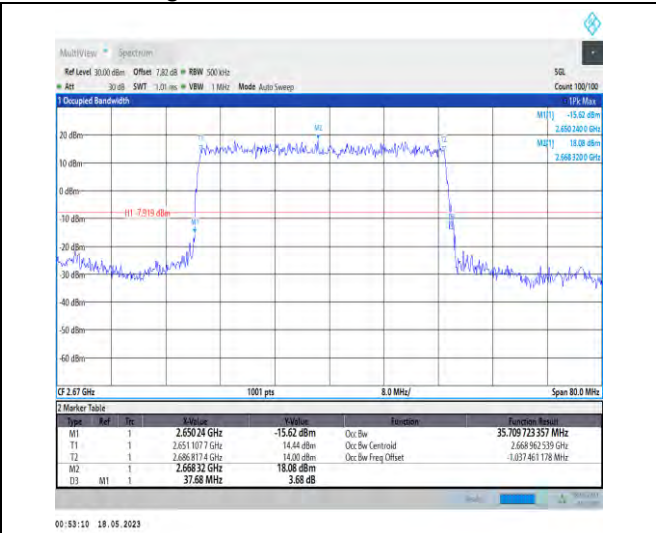 MultiView Spectrum
Ref Level 30.00 dBm Offset 7.82 dB RBW 500 kHz SGL
Att 30 dB SWT 1.01 ms VBW 1 MHz Mode Auto Sweep Count 100/100
1 Occupied Bandwidth 1Pk Max
M1[1] -15.62 dBm
2.650 240 0 GHz
M2[1] 18.08 dBm
2.668 320 0 GHz
20 dBm
10 dBm
0 dBm
-10 dBm
-20 dBm
-30 dBm
-40 dBm
-50 dBm
-60 dBm
H1 -7.919 dBm
T1
M2
T2
M1
CF 2.67 GHz 1001 pts 8.0 MHz/ Span 80.0 MHz
2 Marker Table
Type Ref Trc X-Value Y-Value Function Function Result
M1 1 2.65024 GHz -15.62 dBm Occ Bw 35.709 723 357 MHz
T1 1 2.651 107 7 GHz 14.44 dBm Occ Bw Centroid 2.668 962 539 GHz
T2 1 2.686 817 4 GHz 14.00 dBm Occ Bw Freq Offset -1.037 461 178 MHz
M2 1 2.66832 GHz 18.08 dBm
D3 M1 1 37.68 MHz 3.68 dB
00:53:10 18.05.2023